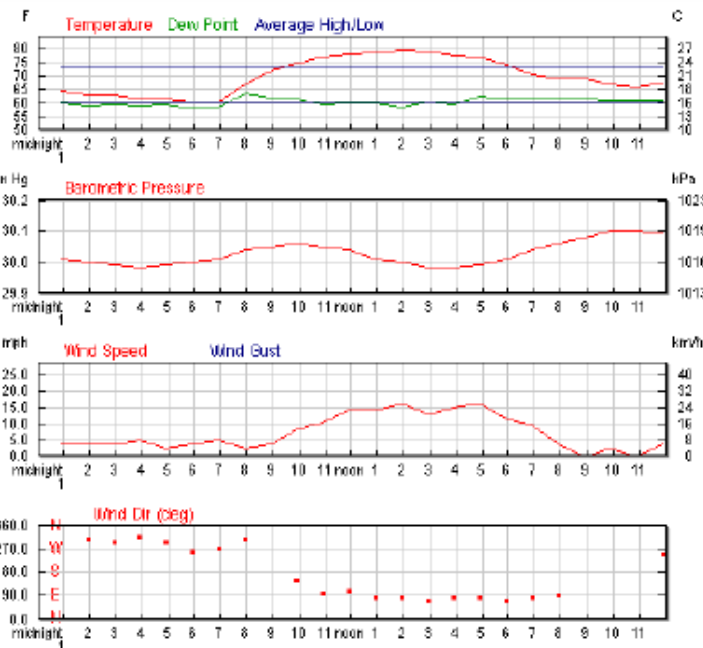 F C
Temperature Dew Point Average High/Low
80 27
75 24
70 21
65 18
60 16
55 13
50 10
midnight 1 2 3 4 5 6 7 8 9 10 11 noon 1 2 3 4 5 6 7 8 9 10 11
Hg hPa
Barometric Pressure
30.2 102
30.1 101
30.0 101
29.9 101
midnight 1 2 3 4 5 6 7 8 9 10 11 noon 1 2 3 4 5 6 7 8 9 10 11
mph km/h
Wind Speed Wind Gust
25.0 40
20.0 32
15.0 24
10.0 16
5.0 8
0.0 0
midnight 1 2 3 4 5 6 7 8 9 10 11 noon 1 2 3 4 5 6 7 8 9 10 11
Wind Dir (deg)
360.0 N
270.0 W
80.0 S
90.0 E
0.0 N
midnight 1 2 3 4 5 6 7 8 9 10 11 noon 1 2 3 4 5 6 7 8 9 10 11